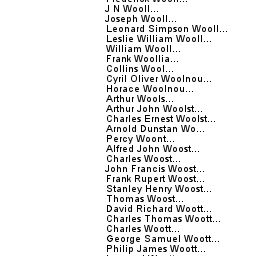 Frederick Wooll...
J N Wooll...
Joseph Wooll...
Leonard Simpson Wooll...
Leslie William Wooll...
William Wooll...
Frank Woollia...
Collins Wool...
Cyril Oliver Woolnou...
Horace Woolnou...
Arthur Wools...
Arthur John Woolst...
Charles Ernest Woolst...
Arnold Dunstan Wo...
Percy Woont...
Alfred John Woost...
Charles Woost...
John Francis Woost...
Frank Rupert Woost...
Stanley Henry Woost...
Thomas Woost...
David Richard Woott...
Charles Thomas Woott...
Charles Woott...
George Samuel Woott...
Philip James Woott...